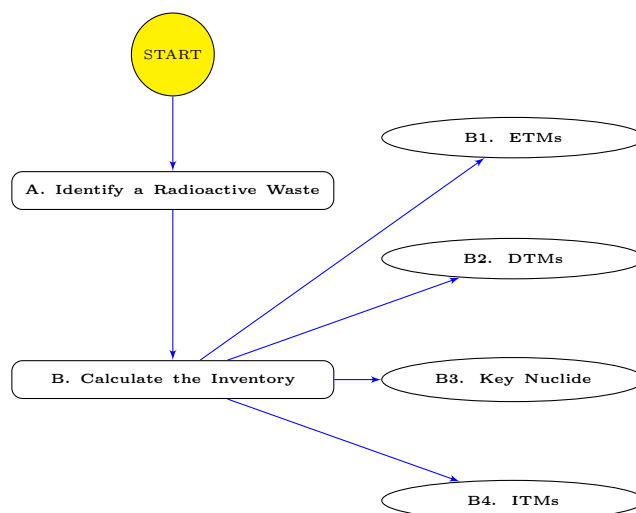 START
A. Identify a Radioactive Waste
B. Calculate the Inventory
B1. ETMs
B2. DTMs
B3. Key Nuclide
B4. ITMs